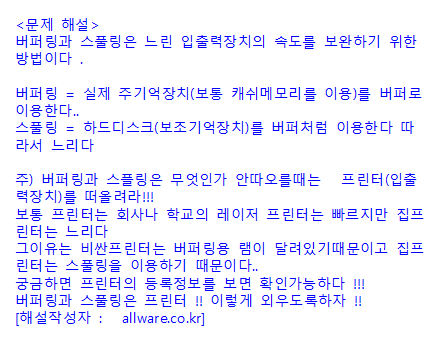 <문제 해설>
버퍼링과 스풀링은 느린 입출력장치의 속도를 보완하기 위한
방법이다 .
버퍼링 = 실제 주기억장치(보통 캐쉬메모리를 이용)를 버퍼로
이용한다..
스풀링 = 하드디스크(보조기억장치)를 버퍼처럼 이용한다 따
라서 느리다
주) 버퍼링과 스플링은 무엇인가 안따오를때는 프린터(입출
력장치)를 떠올려라!!!
보통 프린터는 회사나 학교의 레이저 프린터는 빠르지만 집프
린터는 느리다
그이유는 비싼프린터는 버퍼링용 램이 달려있기때문이고 집프
린터는 스풀링을 이용하기 때문이다..
궁금하면 프린터의 등록정보를 보면 확인가능하다 !!!
버퍼링과 스풀링은 프린터 !! 이렇게 외우도록하자 !!
[해설작성자 : allware.co.kr]